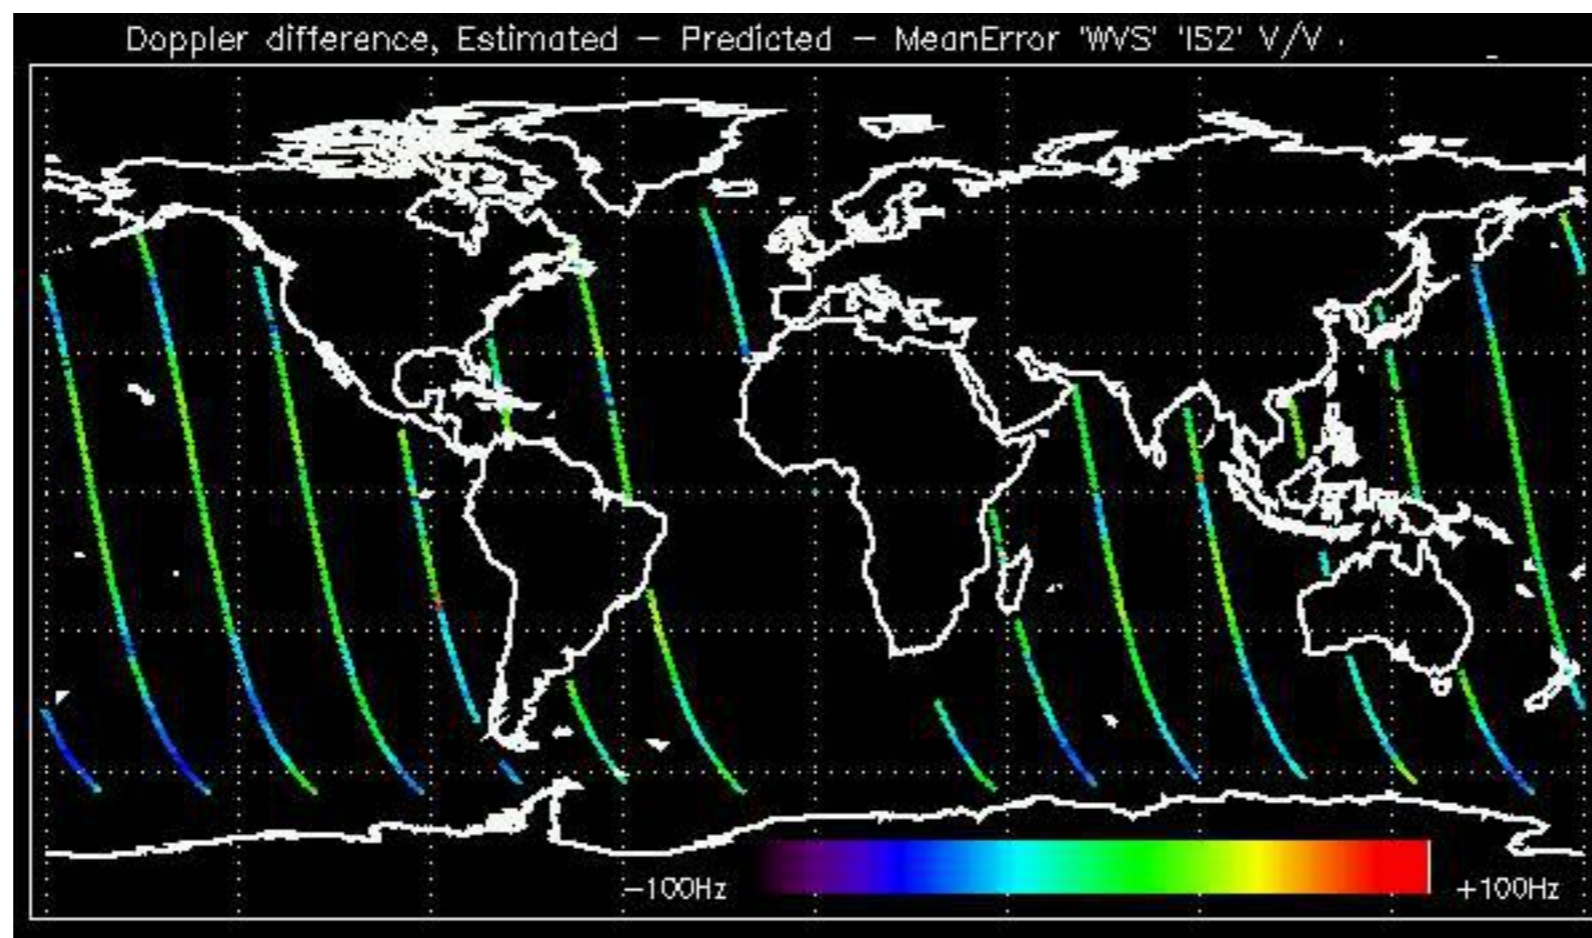 Doppler difference, Estimated – Predicted – MeanError 'WVS' 'IS2' V/V
-100Hz
+100Hz